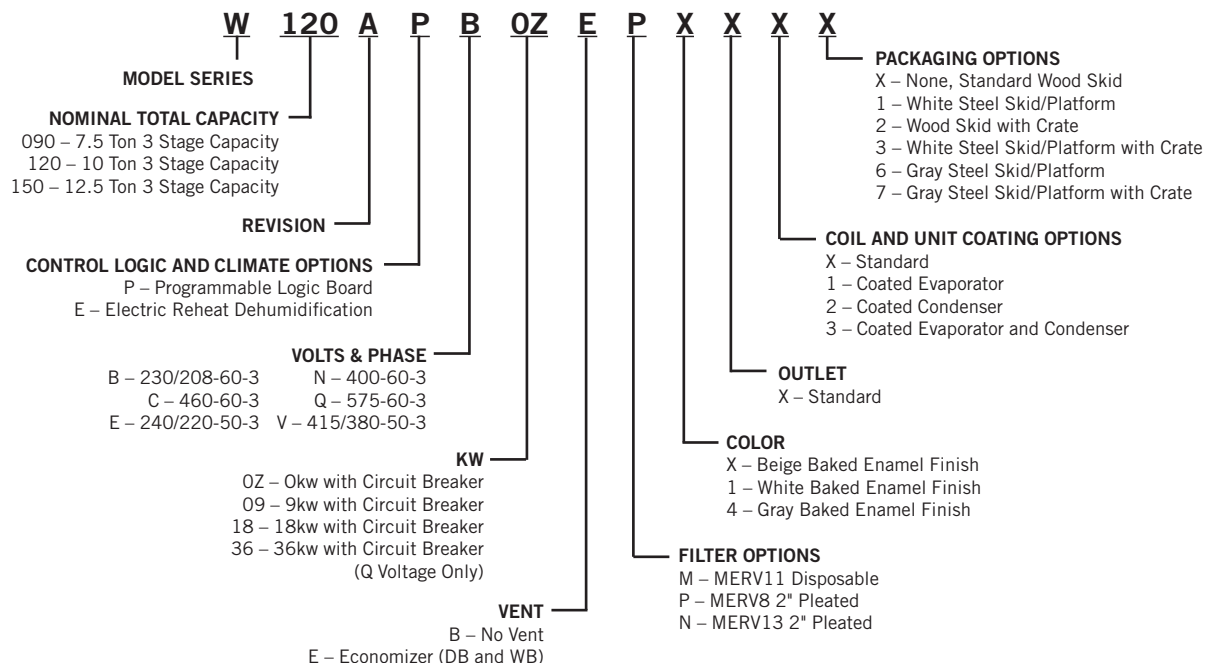 W 120 A P B 0Z E P X X X X
MODEL SERIES
NOMINAL TOTAL CAPACITY
090 – 7.5 Ton 3 Stage Capacity
120 – 10 Ton 3 Stage Capacity
150 – 12.5 Ton 3 Stage Capacity
REVISION
CONTROL LOGIC AND CLIMATE OPTIONS
P – Programmable Logic Board
E – Electric Reheat Dehumidification
VOLTS & PHASE
B – 230/208-60-3 N – 400-60-3
C – 460-60-3 Q – 575-60-3
E – 240/220-50-3 V – 415/380-50-3
KW
0Z – 0kw with Circuit Breaker
09 – 9kw with Circuit Breaker
18 – 18kw with Circuit Breaker
36 – 36kw with Circuit Breaker
(Q Voltage Only)
VENT
B – No Vent
E – Economizer (DB and WB)
PACKAGING OPTIONS
X – None, Standard Wood Skid
1 – White Steel Skid/Platform
2 – Wood Skid with Crate
3 – White Steel Skid/Platform with Crate
6 – Gray Steel Skid/Platform
7 – Gray Steel Skid/Platform with Crate
COIL AND UNIT COATING OPTIONS
X – Standard
1 – Coated Evaporator
2 – Coated Condenser
3 – Coated Evaporator and Condenser
OUTLET
X – Standard
COLOR
X – Beige Baked Enamel Finish
1 – White Baked Enamel Finish
4 – Gray Baked Enamel Finish
FILTER OPTIONS
M – MERV11 Disposable
P – MERV8 2" Pleated
N – MERV13 2" Pleated